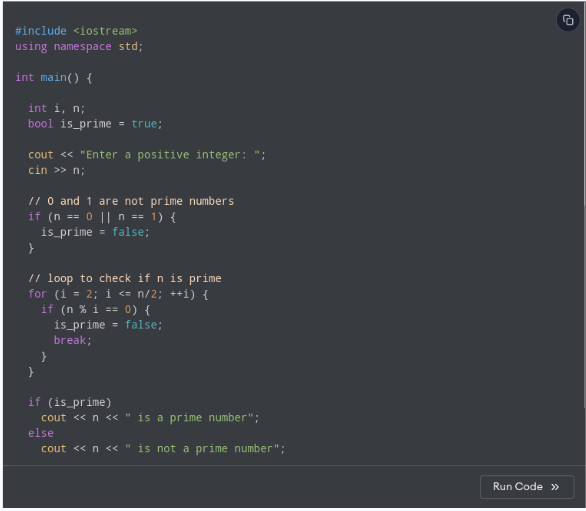 #include <iostream>
using namespace std;
int main() {
int i, n;
bool is_prime = true;
cout << "Enter a positive integer: ";
cin >> n;
// 0 and 1 are not prime numbers
if (n == 0 || n == 1) {
is_prime = false;
}
// loop to check if n is prime
for (i = 2; i <= n/2; ++i) {
if (n % i == 0) {
is_prime = false;
break;
}
}
if (is_prime)
cout << n << " is a prime number";
else
cout << n << " is not a prime number";
Run Code »